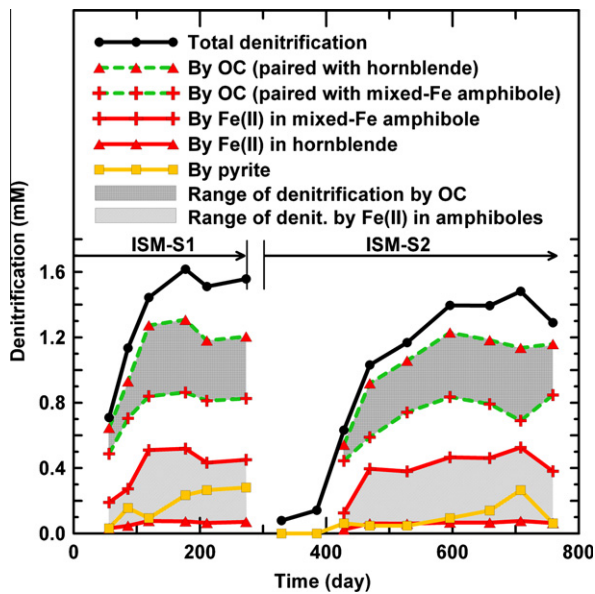 Total denitrification
By OC (paired with hornblende)
By OC (paired with mixed-Fe amphibole)
By Fe(II) in mixed-Fe amphibole
By Fe(II) in hornblende
By pyrite
Range of denitrification by OC
Range of denit. by Fe(II) in amphiboles
ISM-S1 ISM-S2
Denitrification (mM)
1.6
1.2
0.8
0.4
0.0
0 200 400 600 800
Time (day)